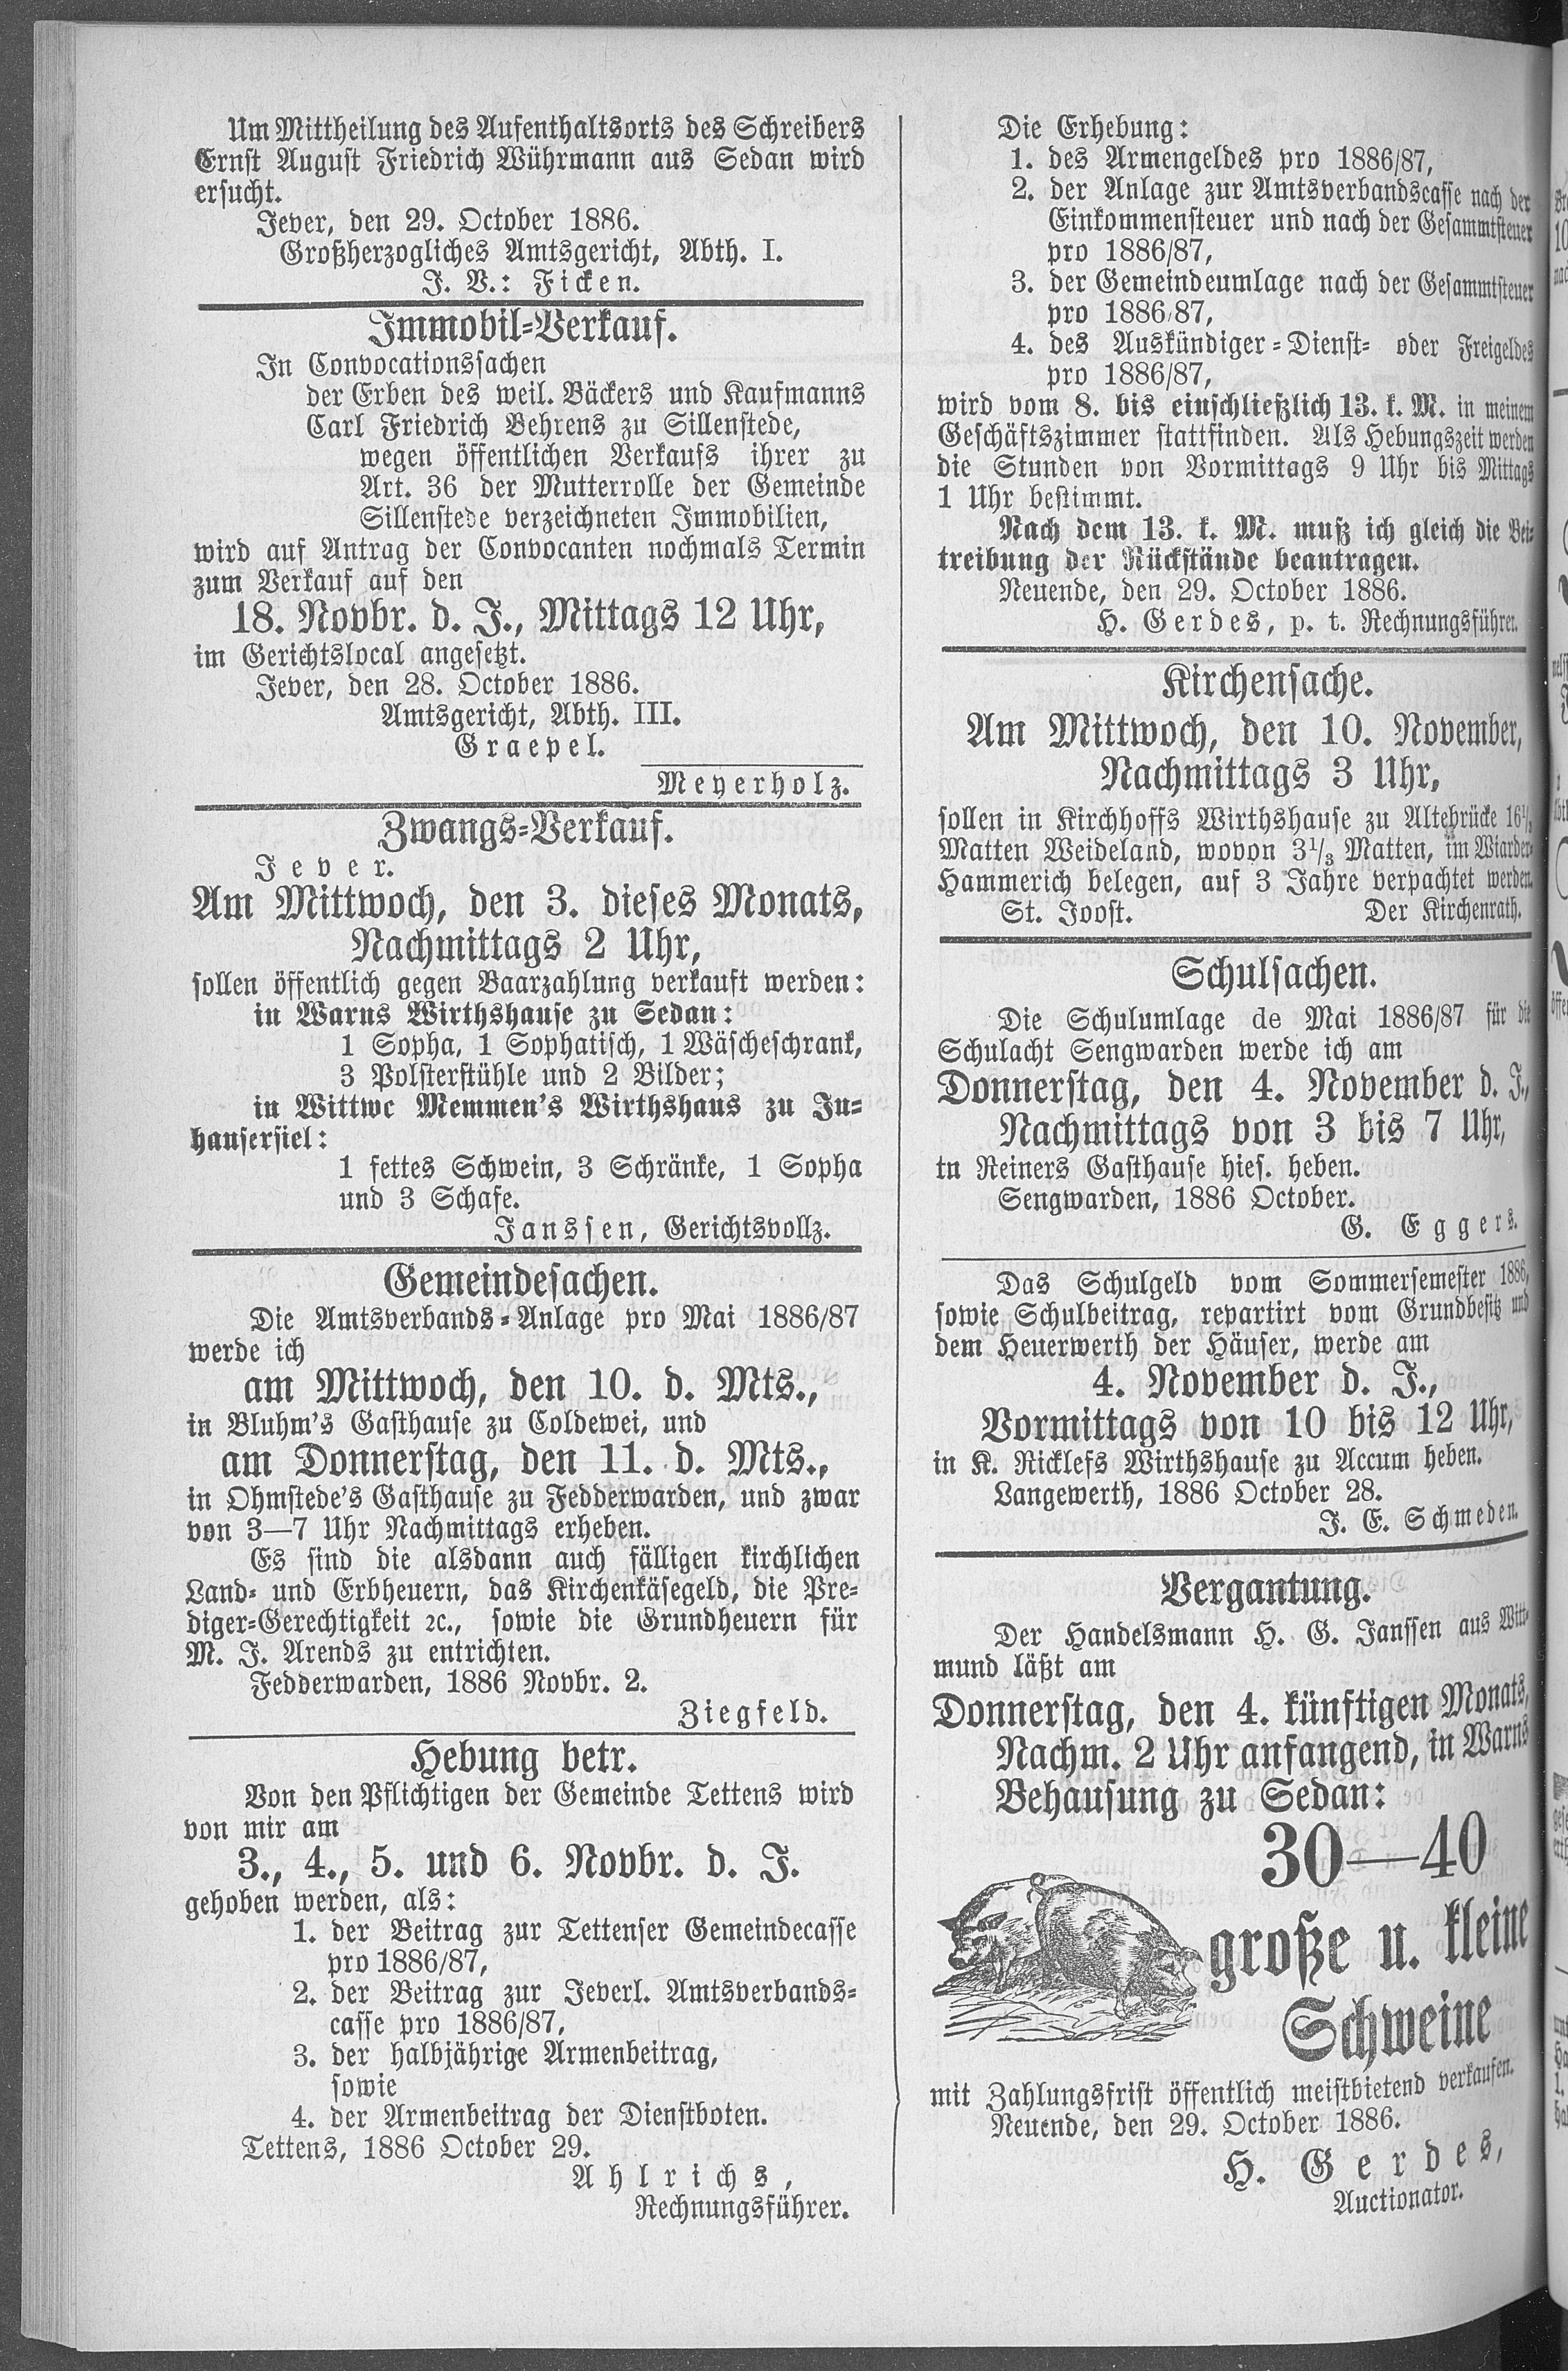 Um Mittheilung des Aufenthaltsorts des Schreibers
Ernst August Friedrich Wührmann aus Sedan wird
ersucht.
Jever, den 29. October 1886.
Großherzogliches Amtsgericht, Abth. I.
J. V.: Ficken.
Immobil-Verkauf.
In Convocationssachen
der Erben des weil. Bäckers und Kaufmanns
Carl Friedrich Behrens zu Sillenstede,
wegen öffentlichen Verkaufs ihrer zu
Art. 36 der Mutterrolle der Gemeinde
Sillenstede verzeichneten Immobilien,
wird auf Antrag der Convocanten nochmals Termin
zum Verkauf auf den
18. Novbr. d. J., Mittags 12 Uhr,
im Gerichtslocal angesetzt.
Jever, den 28. October 1886.
Amtsgericht, Abth. III.
Graepel.
Meyerholz.
Zwangs-Verkauf.
Jever.
Am Mittwoch, den 3. dieses Monats,
Nachmittags 2 Uhr,
sollen öffentlich gegen Baarzahlung verkauft werden:
in Warns Wirthshause zu Sedan:
1 Sopha, 1 Sophatisch, 1 Wäscheschrank,
3 Polsterstühle und 2 Bilder;
in Wittwe Memmen's Wirthshaus zu In-
hausersiel:
1 fettes Schwein, 3 Schränke, 1 Sopha
und 3 Schafe.
Janssen, Gerichtsvollz.
Gemeindesachen.
Die Amtsverbands-Anlage pro Mai 1886/87
werde ich
am Mittwoch, den 10. d. Mts.,
in Bluhm's Gasthause zu Coldewei, und
am Donnerstag, den 11. d. Mts.,
in Ohmstede's Gasthause zu Fedderwarden, und zwar
von 3—7 Uhr Nachmittags erheben.
Es sind die alsdann auch fälligen kirchlichen
Land- und Erbheuern, das Kirchenkäsegeld, die Pre-
diger-Gerechtigkeit ꝛc., sowie die Grundheuern für
M. J. Arends zu entrichten.
Fedderwarden, 1886 Novbr. 2.
Ziegfeld.
Hebung betr.
Von den Pflichtigen der Gemeinde Tettens wird
von mir am
3., 4., 5. und 6. Novbr. d. J.
gehoben werden, als:
1. der Beitrag zur Tettenser Gemeindecasse
pro 1886/87,
2. der Beitrag zur Jeverl. Amtsverbands-
casse pro 1886/87,
3. der halbjährige Armenbeitrag,
sowie
4. der Armenbeitrag der Dienstboten.
Tettens, 1886 October 29.
Ahlrichs,
Rechnungsführer.
Die Erhebung:
1. des Armengeldes pro 1886/87,
2. der Anlage zur Amtsverbandscasse nach der
Einkommensteuer und nach der Gesammtsteuer
pro 1886/87,
3. der Gemeindeumlage nach der Gesammtsteuer
pro 1886/87,
4. des Auskündiger-Dienst- oder Freigeldes
pro 1886/87,
wird vom 8. bis einschließlich 13. k. M. in meinem
Geschäftszimmer stattfinden. Als Hebungszeit werden
die Stunden von Vormittags 9 Uhr bis Mittags
1 Uhr bestimmt.
Nach dem 13. k. M. muß ich gleich die Bei-
treibung der Rückstände beantragen.
Neuende, den 29. October 1886.
H. Gerdes, p. t. Rechnungsführer.
Kirchensache.
Am Mittwoch, den 10. November,
Nachmittags 3 Uhr,
sollen in Kirchhoffs Wirthshause zu Altebrücke
Matten Weideland, wovon 3 1/3 Matten, im Wiarder-
Hammerich belegen, auf 3 Jahre verpachtet werden.
St. Joost. Der Kirchenrath.
Schulsachen.
Die Schulumlage de Mai 1886/87 für die
Schulacht Sengwarden werde ich am
Donnerstag, den 4. November d. J.,
Nachmittags von 3 bis 7 Uhr,
in Reiners Gasthause hies. heben.
Sengwarden, 1886 October.
G. Eggers.
Das Schulgeld vom Sommersemester 1886,
sowie Schulbeitrag, repartirt vom Grundbesitz und
dem Heuerwerth der Häuser, werde am
4. November d. J.,
Vormittags von 10 bis 12 Uhr,
in K. Ricklefs Wirthshause zu Accum heben.
Langewerth, 1886 October 28.
J. E. Schmeden.
Vergantung.
Der Handelsmann H. G. Janssen aus Witt-
mund läßt am
Donnerstag, den 4. künftigen Monats,
Nachm. 2 Uhr anfangend, in Warns
Behausung zu Sedan:
30—40
große u. kleine
Schweine
mit Zahlungsfrist öffentlich meistbietend verkaufen.
Neuende, den 29. October 1886.
H. Gerdes,
Auctionator.